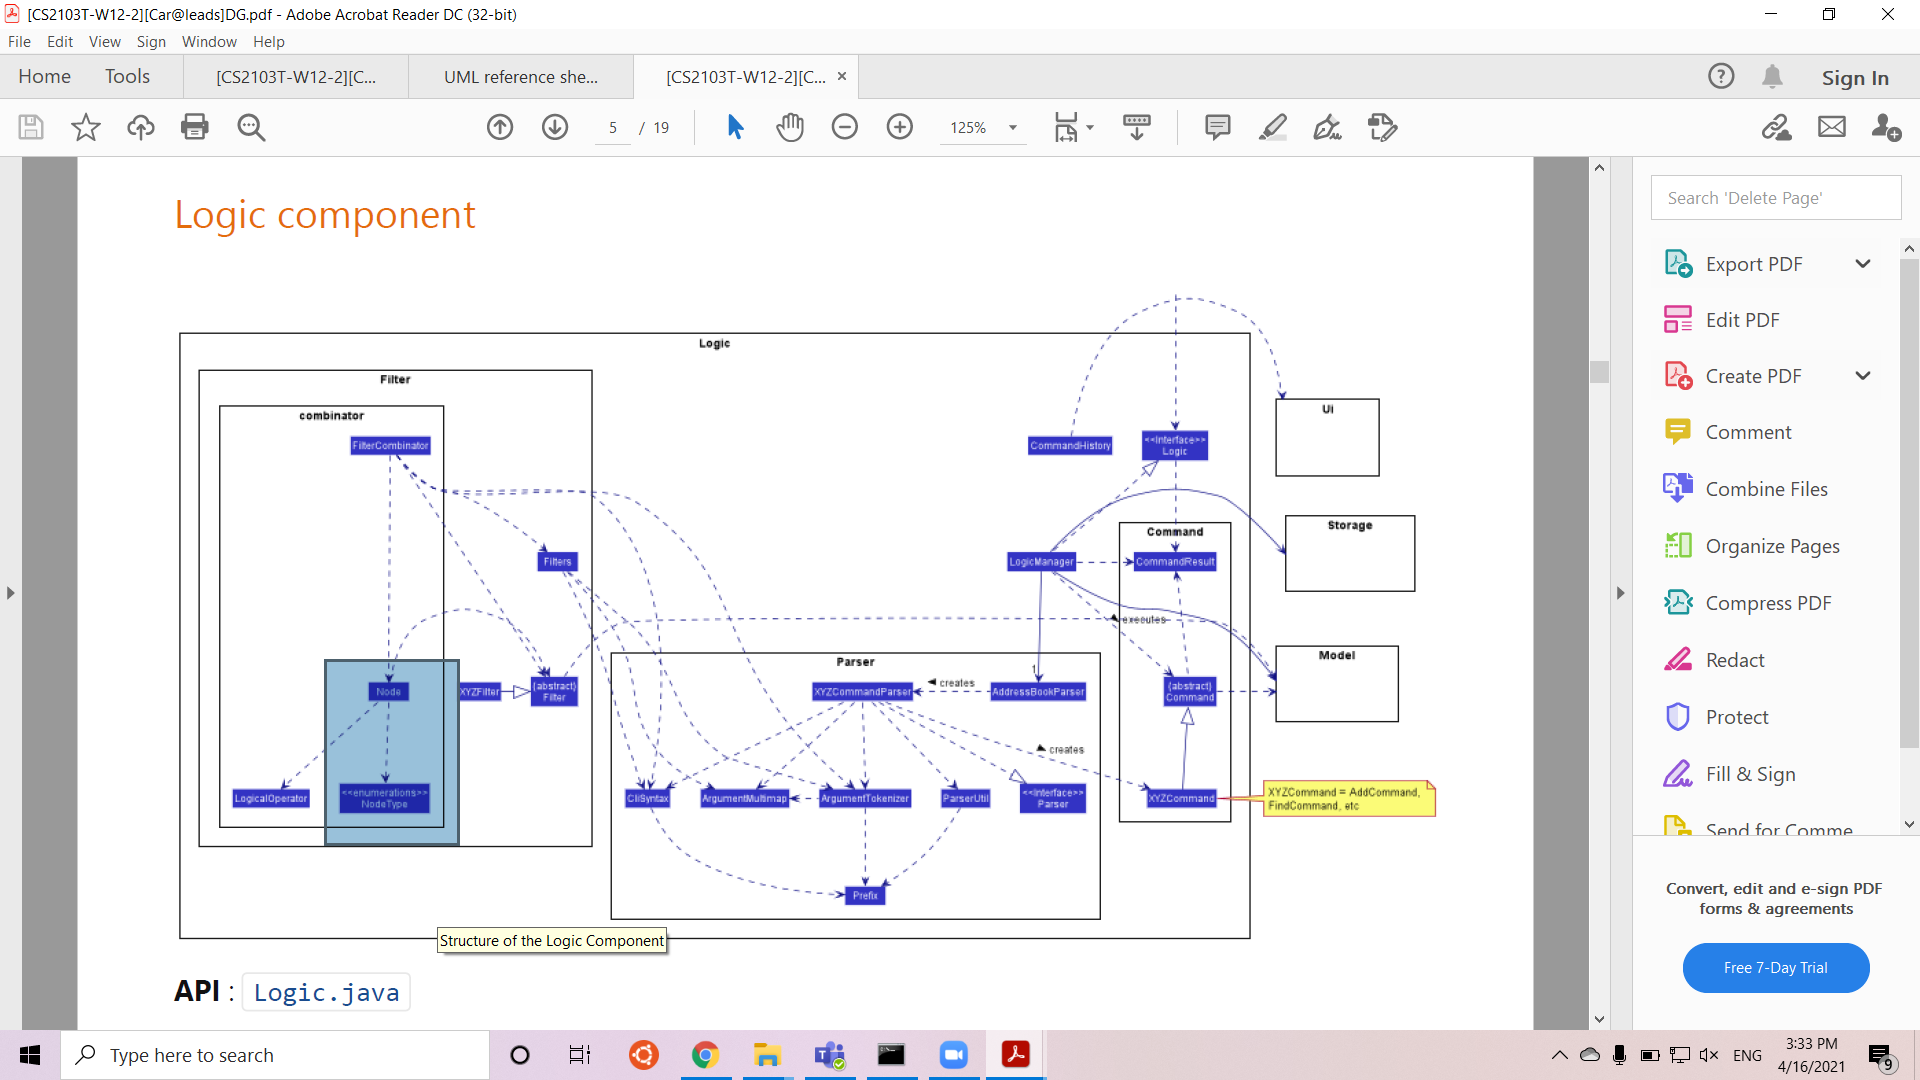 [CS2103T-W12-2][Car@leads]DG.pdf - Adobe Acrobat Reader DC (32-bit)
File Edit View Sign Window Help
Home Tools [CS2103T-W12-2][C... UML reference she... [CS2103T-W12-2][C... Sign In
5 / 19 125%
Logic component
Search 'Delete Page'
Export PDF
Edit PDF
Create PDF
Comment
Combine Files
Organize Pages
Compress PDF
Redact
Protect
Fill & Sign
Send for Comme
Convert, edit and e-sign PDF
forms & agreements
Free 7-Day Trial
Logic
Filter
combinator
FilterCombinator
CommandHistory
<<Interface>>
Logic
Ui
Storage
Command
Filters
LogicManager
CommandResult
executes
Model
Parser
1
Node
XYZFilter
{abstract}
Filter
XYZCommandParser
creates
AddressBookParser
{abstract}
Command
creates
LogicalOperator
<<enumerations>>
NodeType
CliSyntax
ArgumentMultimap
ArgumentTokenizer
ParserUtil
<<Interface>>
Parser
XYZCommand
XYZCommand = AddCommand,
FindCommand, etc
Prefix
Structure of the Logic Component
API : Logic.java
Type here to search
ENG
3:33 PM
4/16/2021
9